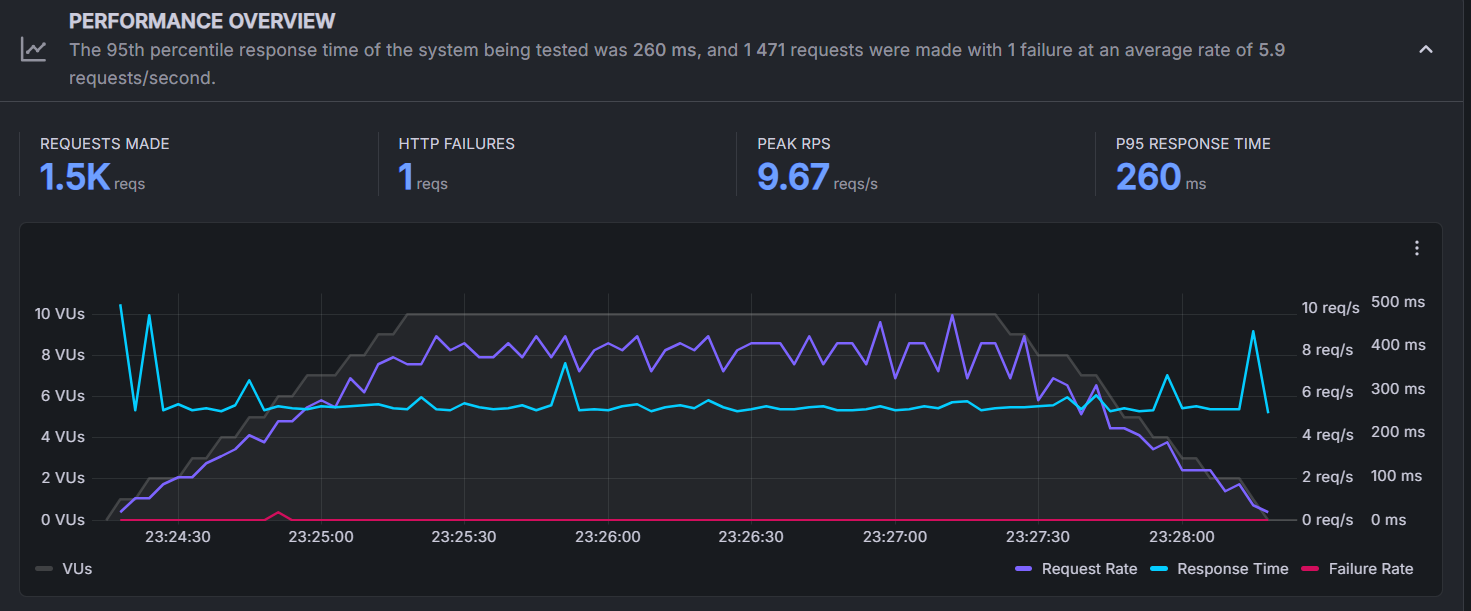 PERFORMANCE OVERVIEW
The 95th percentile response time of the system being tested was 260 ms, and 1 471 requests were made with 1 failure at an average rate of 5.9
requests/second.
REQUESTS MADE
1.5K reqs
HTTP FAILURES
1 reqs
PEAK RPS
9.67 reqs/s
P95 RESPONSE TIME
260 ms
10 VUs
8 VUs
6 VUs
4 VUs
2 VUs
0 VUs
10 req/s
8 req/s
6 req/s
4 req/s
2 req/s
0 req/s
500 ms
400 ms
300 ms
200 ms
100 ms
0 ms
23:24:30
23:25:00
23:25:30
23:26:00
23:26:30
23:27:00
23:27:30
23:28:00
VUs
Request Rate
Response Time
Failure Rate